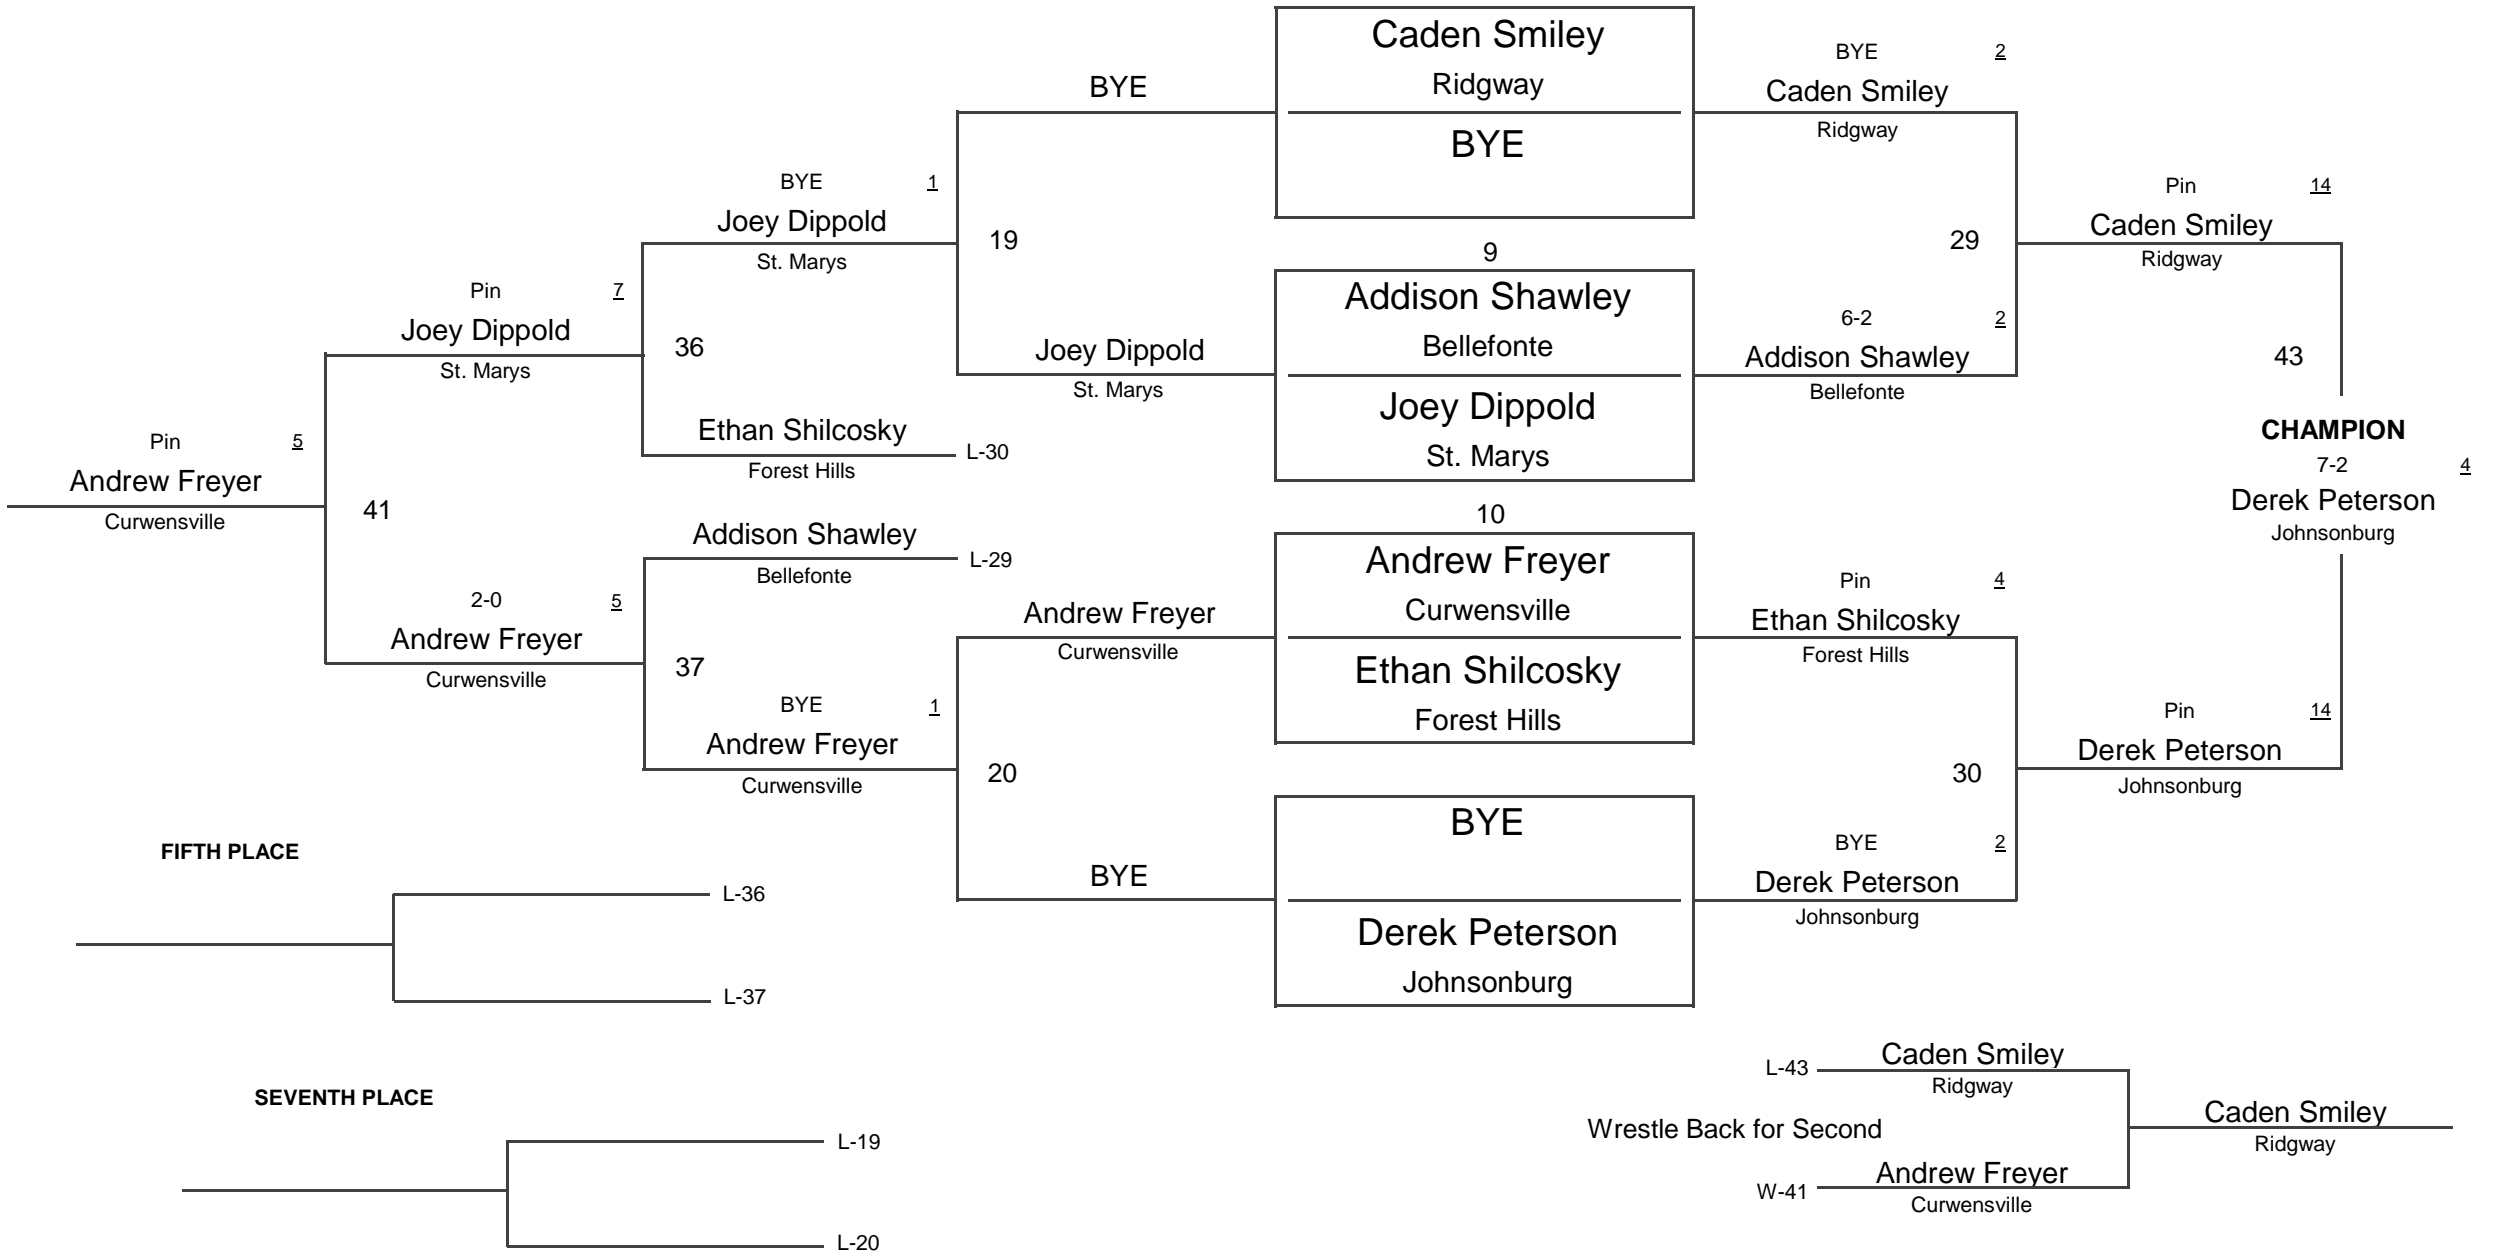 Caden Smiley
Ridgway
BYE
BYE
2
Caden Smiley
Ridgway
BYE
BYE
1
Joey Dippold
St. Marys
19
29
Pin
14
Caden Smiley
Ridgway
9
Addison Shawley
Bellefonte
Joey Dippold
St. Marys
6-2
2
Addison Shawley
Bellefonte
Pin
7
Joey Dippold
St. Marys
36
Joey Dippold
St. Marys
43
Ethan Shilcosky
L-30
Forest Hills
Pin
5
Andrew Freyer
Curwensville
41
CHAMPION
7-2
4
Derek Peterson
Johnsonburg
Addison Shawley
L-29
Bellefonte
10
Andrew Freyer
Curwensville
Ethan Shilcosky
Forest Hills
Pin
4
Ethan Shilcosky
Forest Hills
2-0
5
Andrew Freyer
Curwensville
37
Andrew Freyer
Curwensville
BYE
1
Andrew Freyer
Curwensville
20
30
Pin
14
Derek Peterson
Johnsonburg
BYE
Derek Peterson
Johnsonburg
BYE
BYE
2
Derek Peterson
Johnsonburg
FIFTH PLACE
L-36
L-37
SEVENTH PLACE
L-19
L-20
L-43
Caden Smiley
Ridgway
Wrestle Back for Second
Caden Smiley
Ridgway
W-41
Andrew Freyer
Curwensville